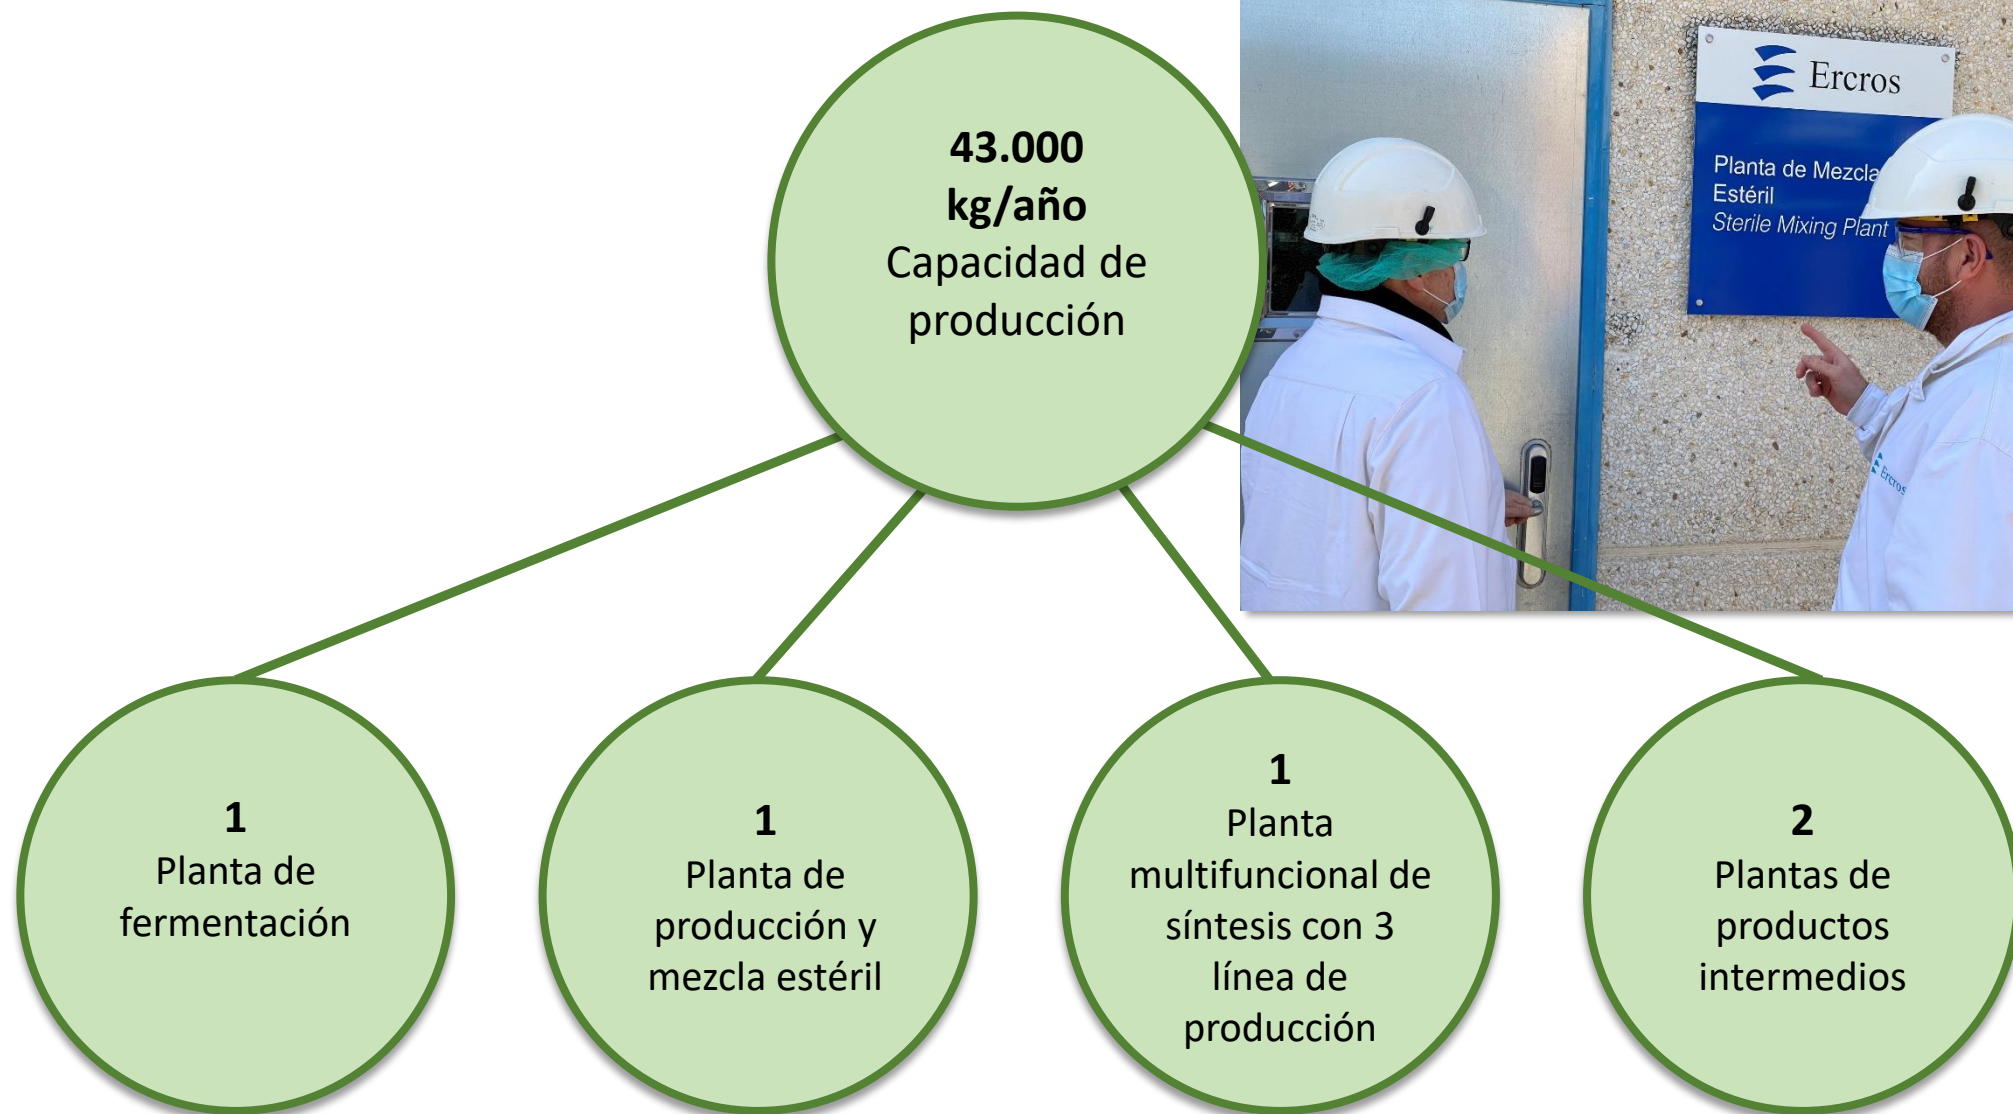 43.000
kg/año
Capacidad de
producción
Ercros
Planta de Mezcla
Estéril
Sterile Mixing Plant
Ercros
1
Planta de
fermentación
1
Planta de
producción y
mezcla estéril
1
Planta
multifuncional de
síntesis con 3
línea de
producción
2
Plantas de
productos
intermedios